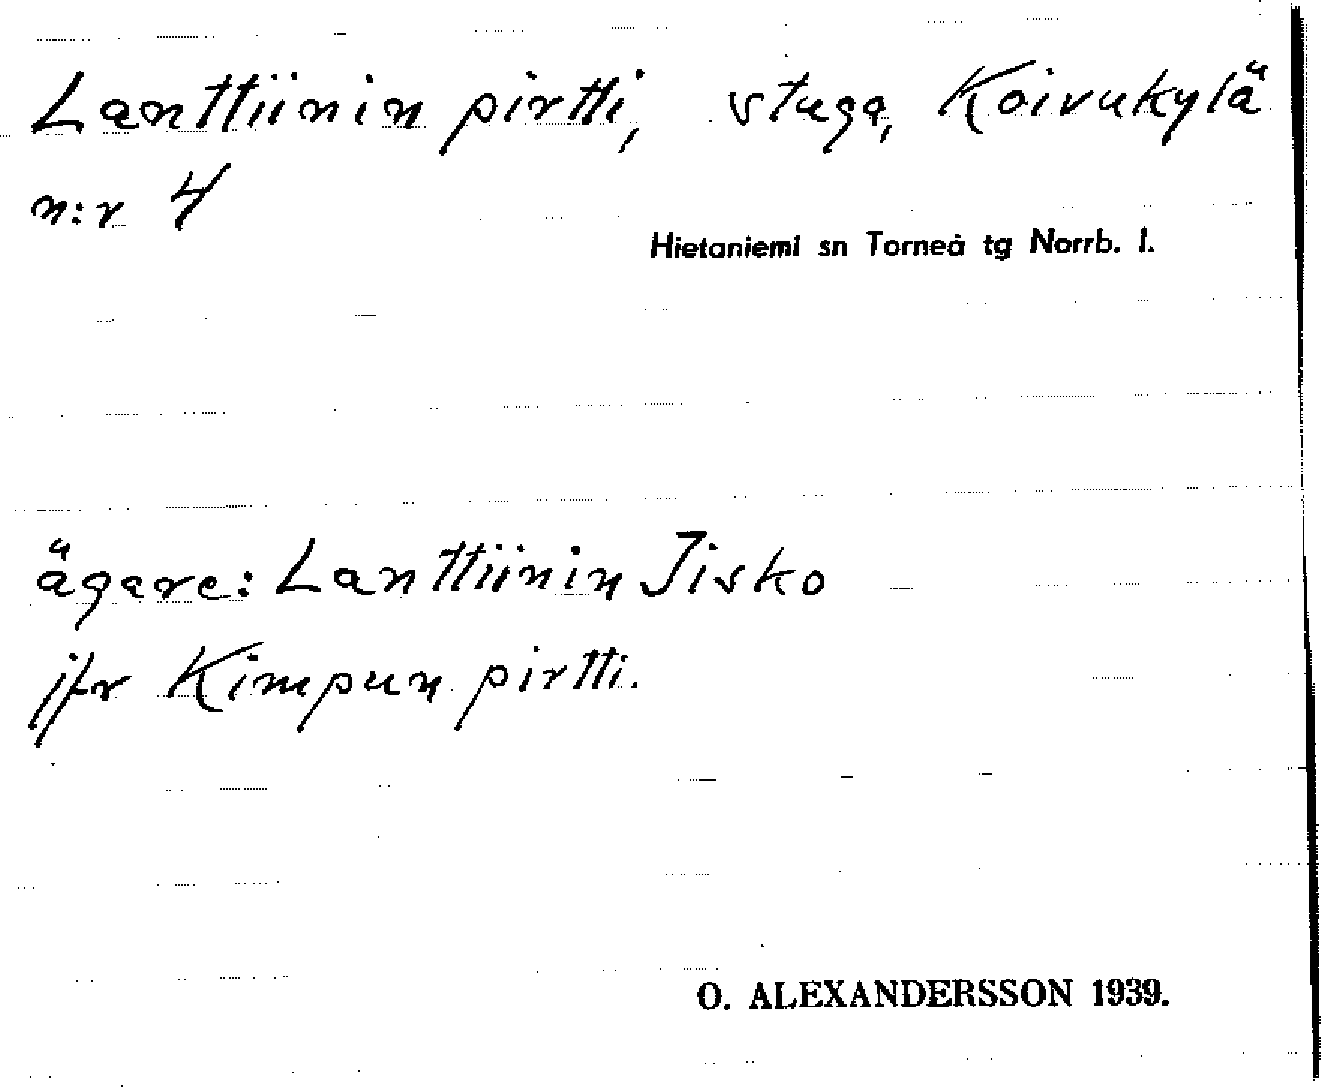 Lanttiinin pirtti, stuga, Koivukylä
n:r 4
Hietaniemi sn Torneå tg Norrb. l.
ägare: Lanttiinin Jisko
jfr Kimpun pirtti.
O. ALEXANDERSSON 1939.